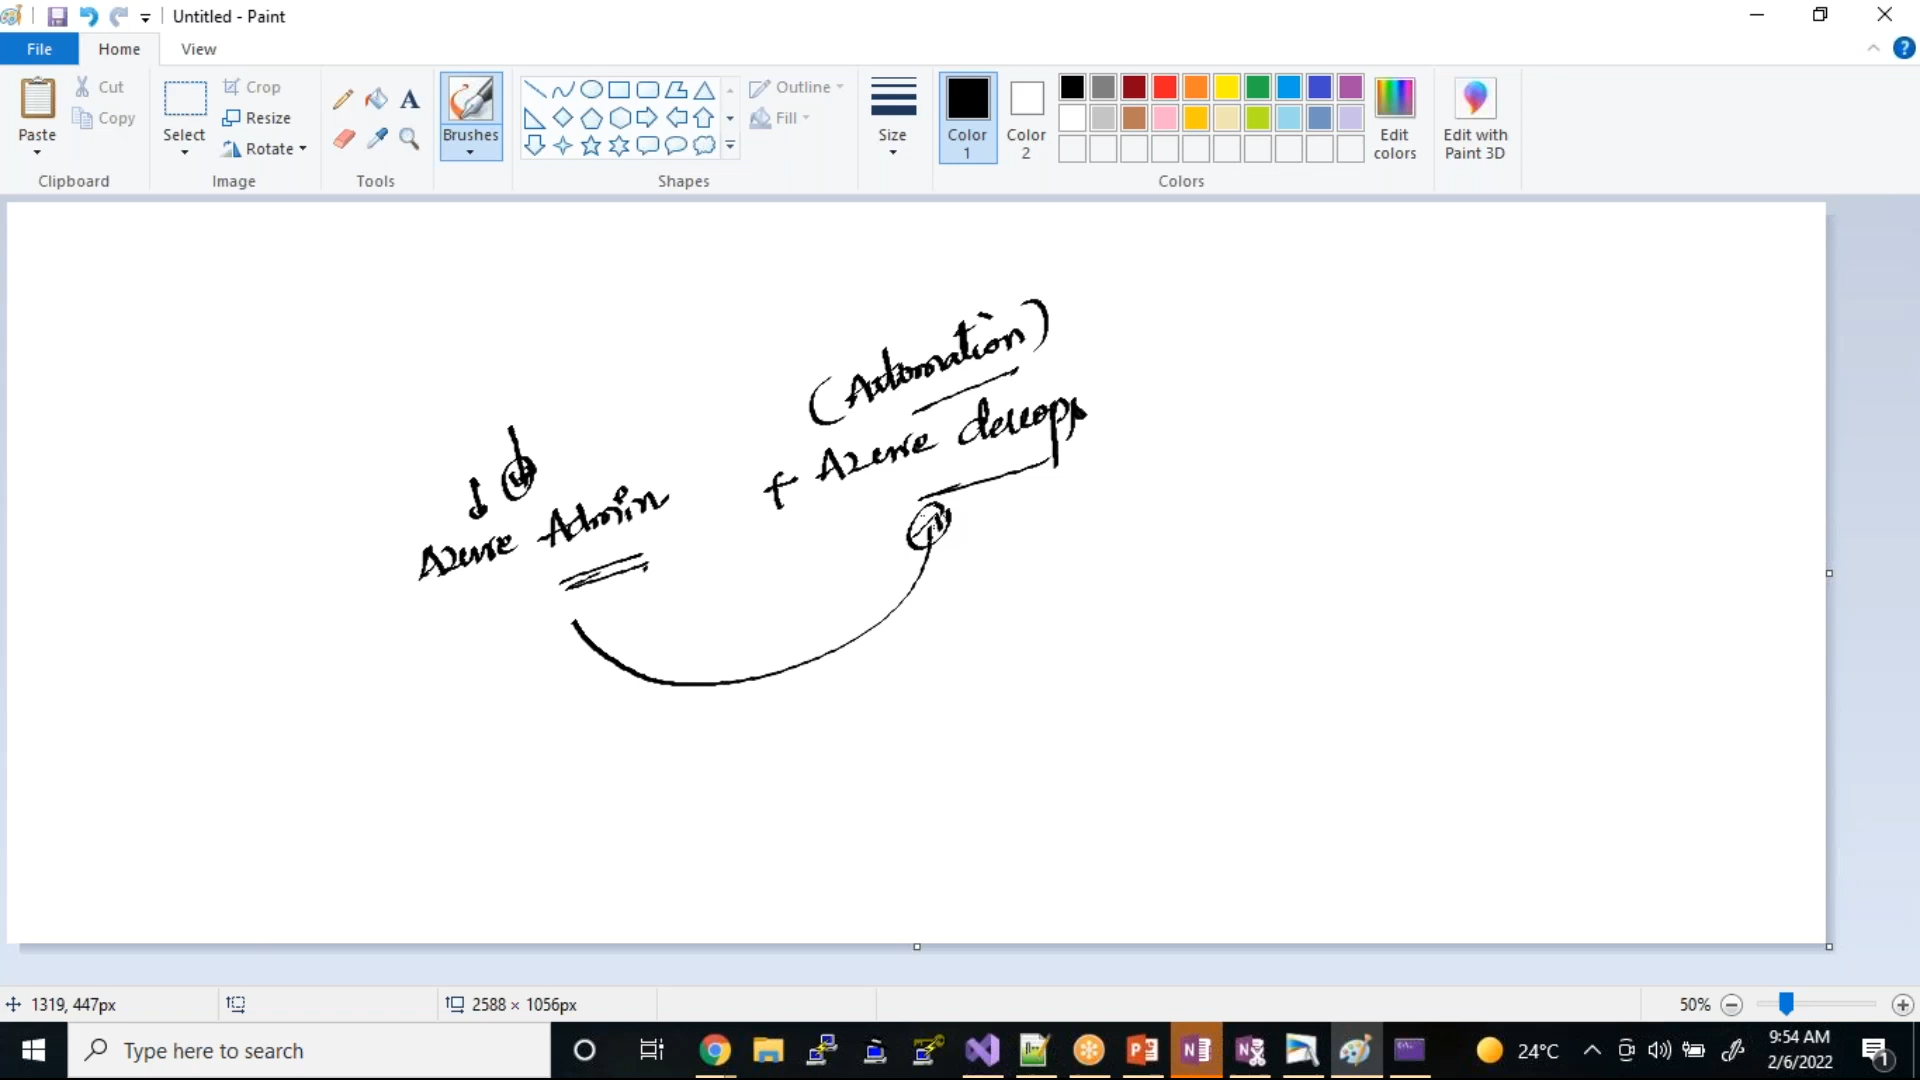 Untitled - Paint
File Home View
Paste
Cut
Copy
Clipboard
Select
Crop
Resize
Rotate
Image
Tools
Brushes
Shapes
Outline
Fill
Size
Color 1
Color 2
Edit colors
Colors
Edit with Paint 3D
(Automation)
+ Azure
Azure Admin
1319, 447px
2588 × 1056px
50%
Type here to search
24°C
9:54 AM
2/6/2022